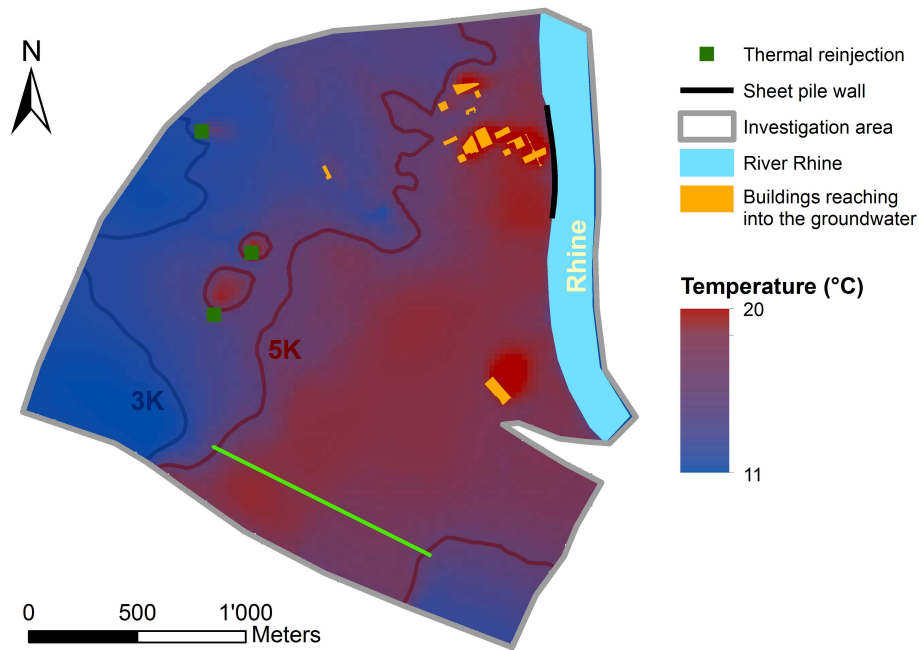 N
Thermal reinjection
Sheet pile wall
Investigation area
River Rhine
Buildings reaching
into the groundwater
Rhine
Temperature (°C)
20
11
5K
3K
0 500 1'000
Meters